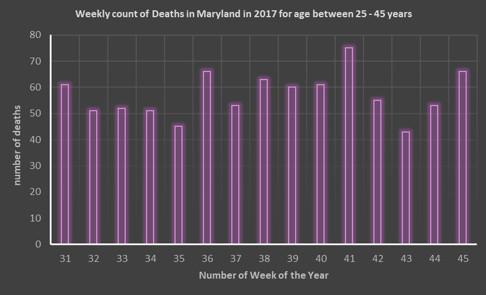 Weekly count of Deaths in Maryland in 2017 for age between 25 - 45 years
80
70
60
50
40
30
20
10
0
number of deaths
31 32 33 34 35 36 37 38 39 40 41 42 43 44 45
Number of Week of the Year